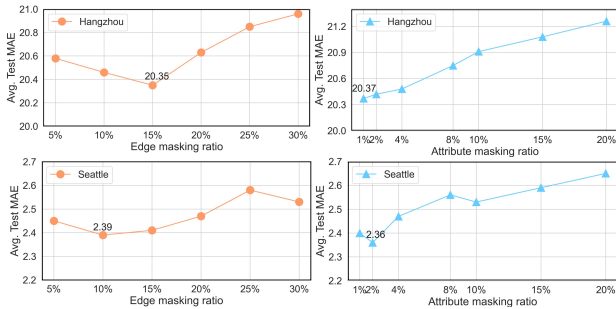 21.0
20.8
20.6
20.4
20.2
20.0
Avg. Test MAE
Hangzhou
20.35
5% 10% 15% 20% 25% 30%
Edge masking ratio
21.2
20.9
20.6
20.3
20.0
Avg. Test MAE
Hangzhou
20.37
1% 2% 4% 8% 10% 15% 20%
Attribute masking ratio
2.7
2.6
2.5
2.4
2.3
2.2
Avg. Test MAE
Seattle
2.39
5% 10% 15% 20% 25% 30%
Edge masking ratio
2.7
2.6
2.5
2.4
2.3
2.2
Avg. Test MAE
Seattle
2.36
1% 2% 4% 8% 10% 15% 20%
Attribute masking ratio